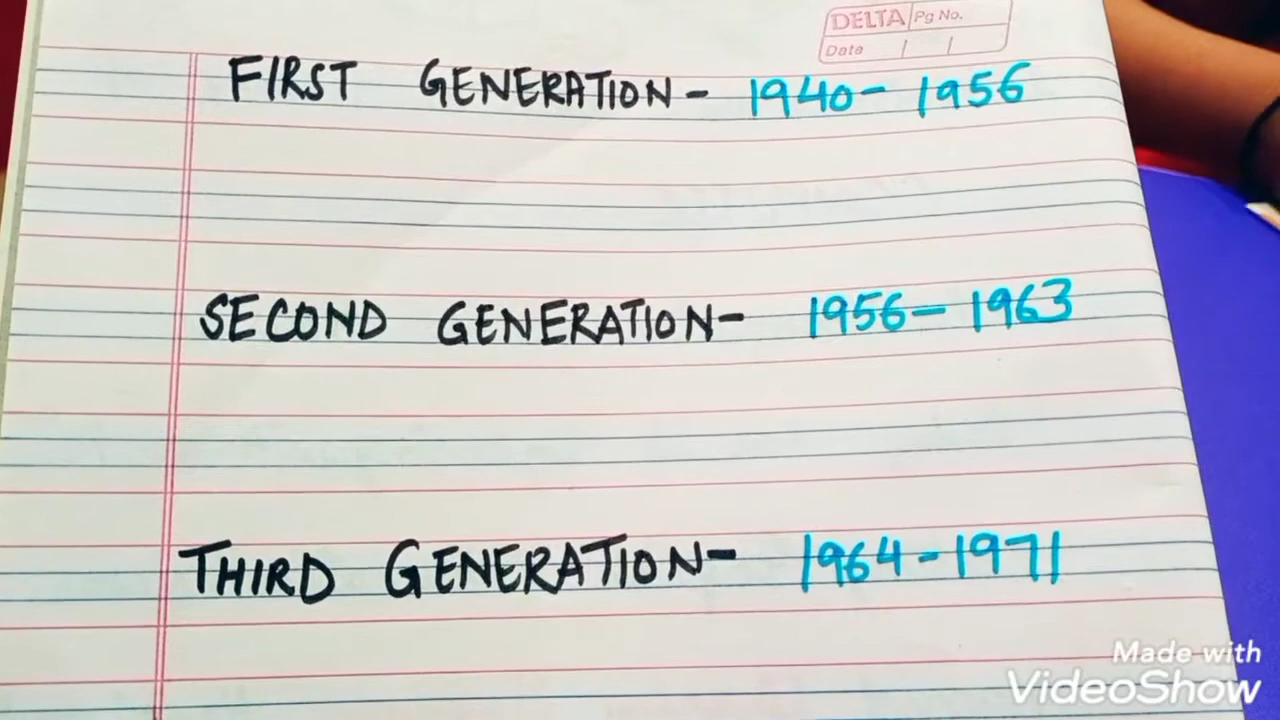 DELTA Pg No.
Date / /
FIRST GENERATION- 1940- 1956
SECOND GENERATION- 1956- 1963
THIRD GENERATION- 1964-1971
Made with
VideoShow